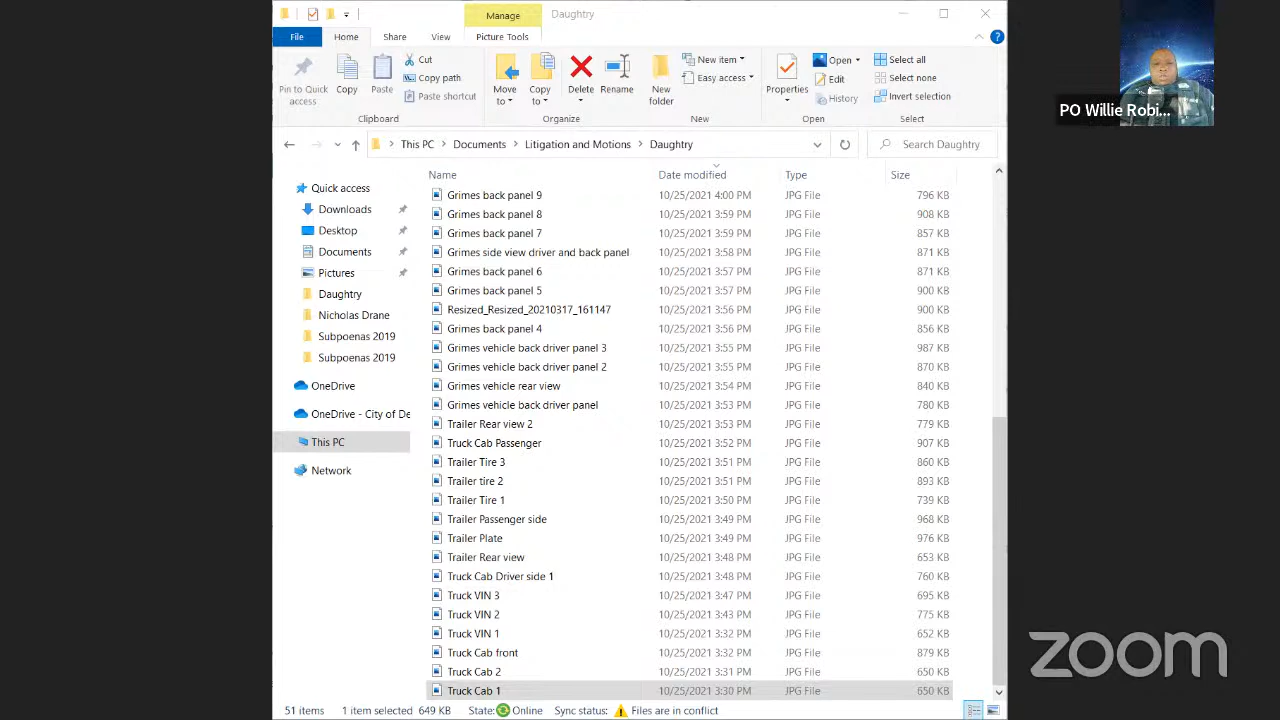 Manage Daughtry
File Home Share View Picture Tools
Pin to Quick access
Copy
Paste
Cut
Copy path
Paste shortcut
Clipboard
Move to
Copy to
Delete
Rename
Organize
New folder
New item
Easy access
New
Properties
Open
Edit
History
Open
Select all
Select none
Invert selection
Select
PO Willie Robi...
This PC > Documents > Litigation and Motions > Daughtry
Search Daughtry
Quick access
Downloads
Desktop
Documents
Pictures
Daughtry
Nicholas Drane
Subpoenas 2019
Subpoenas 2019
OneDrive
OneDrive - City of De
This PC
Network
Name Date modified Type Size
Grimes back panel 9 10/25/2021 4:00 PM JPG File 796 KB
Grimes back panel 8 10/25/2021 3:59 PM JPG File 908 KB
Grimes back panel 7 10/25/2021 3:59 PM JPG File 857 KB
Grimes side view driver and back panel 10/25/2021 3:58 PM JPG File 871 KB
Grimes back panel 6 10/25/2021 3:57 PM JPG File 871 KB
Grimes back panel 5 10/25/2021 3:57 PM JPG File 900 KB
Resized_Resized_20210317_161147 10/25/2021 3:56 PM JPG File 900 KB
Grimes back panel 4 10/25/2021 3:56 PM JPG File 856 KB
Grimes vehicle back driver panel 3 10/25/2021 3:55 PM JPG File 987 KB
Grimes vehicle back driver panel 2 10/25/2021 3:55 PM JPG File 870 KB
Grimes vehicle rear view 10/25/2021 3:54 PM JPG File 840 KB
Grimes vehicle back driver panel 10/25/2021 3:53 PM JPG File 780 KB
Trailer Rear view 2 10/25/2021 3:53 PM JPG File 779 KB
Truck Cab Passenger 10/25/2021 3:52 PM JPG File 907 KB
Trailer Tire 3 10/25/2021 3:51 PM JPG File 860 KB
Trailer tire 2 10/25/2021 3:51 PM JPG File 893 KB
Trailer Tire 1 10/25/2021 3:50 PM JPG File 739 KB
Trailer Passenger side 10/25/2021 3:49 PM JPG File 968 KB
Trailer Plate 10/25/2021 3:49 PM JPG File 976 KB
Trailer Rear view 10/25/2021 3:48 PM JPG File 653 KB
Truck Cab Driver side 1 10/25/2021 3:48 PM JPG File 760 KB
Truck VIN 3 10/25/2021 3:47 PM JPG File 695 KB
Truck VIN 2 10/25/2021 3:43 PM JPG File 775 KB
Truck VIN 1 10/25/2021 3:32 PM JPG File 652 KB
Truck Cab front 10/25/2021 3:32 PM JPG File 879 KB
Truck Cab 2 10/25/2021 3:31 PM JPG File 650 KB
Truck Cab 1 10/25/2021 3:30 PM JPG File 650 KB
51 items 1 item selected 649 KB State: Online Sync status: Files are in conflict
zoom